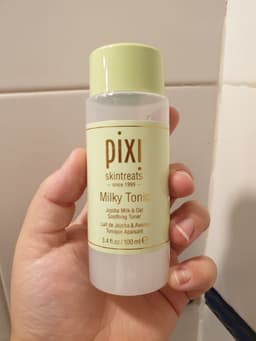 pixi
skintreats
– since 1999 –
Milky Tonic
Jojoba Milk & Oat
Soothing Toner
Lait de Jojoba & Avoine
Tonique Apaisant
3.4 fl oz / 100 ml ℮